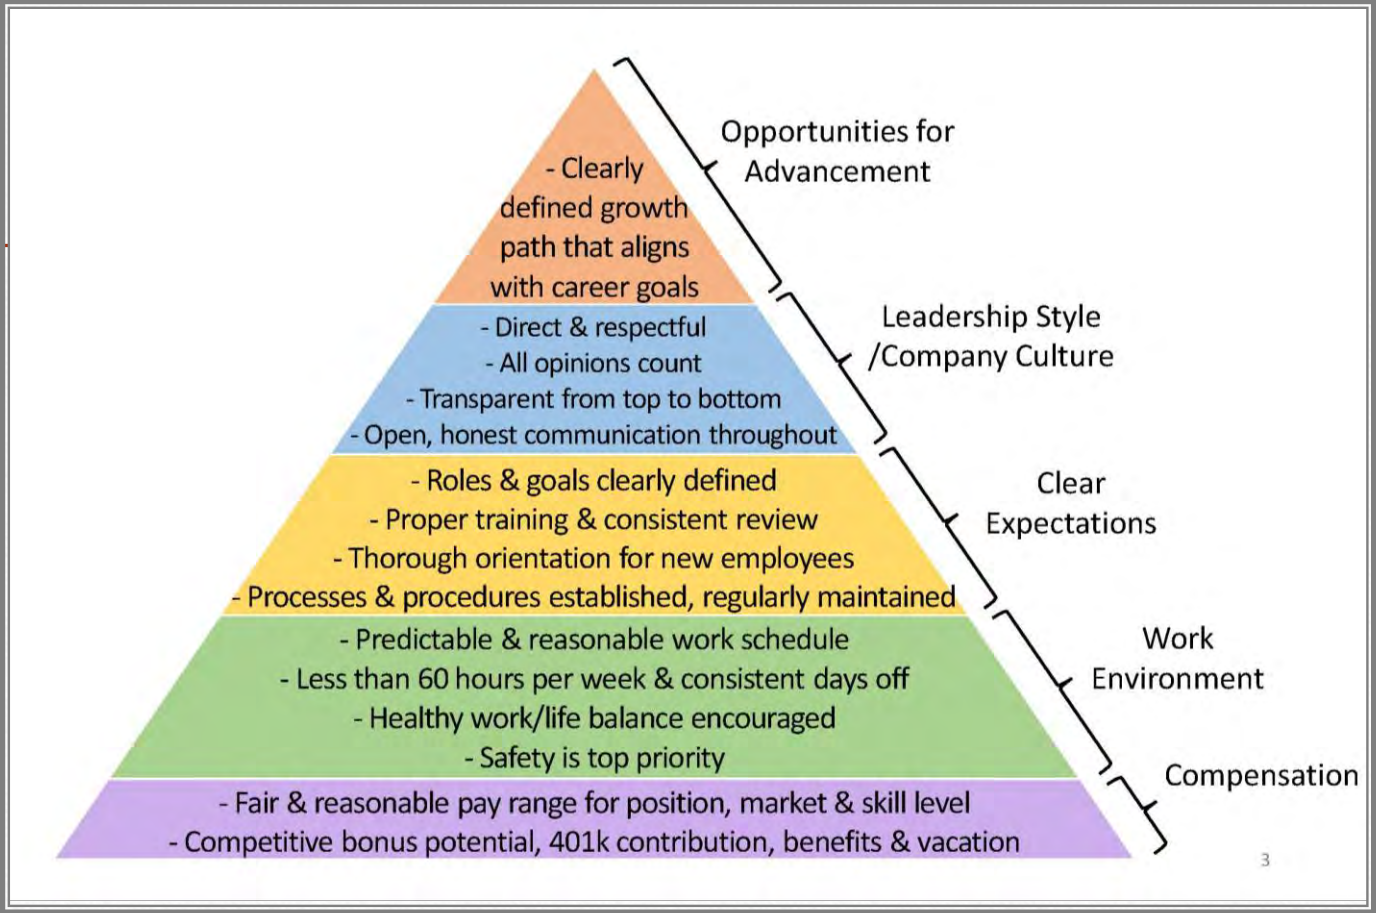 Opportunities for
Advancement
- Clearly
defined growth
path that aligns
with career goals
Leadership Style
/Company Culture
- Direct & respectful
- All opinions count
- Transparent from top to bottom
- Open, honest communication throughout
Clear
Expectations
- Roles & goals clearly defined
- Proper training & consistent review
- Thorough orientation for new employees
- Processes & procedures established, regularly maintained
Work
Environment
- Predictable & reasonable work schedule
- Less than 60 hours per week & consistent days off
- Healthy work/life balance encouraged
- Safety is top priority
Compensation
- Fair & reasonable pay range for position, market & skill level
- Competitive bonus potential, 401k contribution, benefits & vacation
3